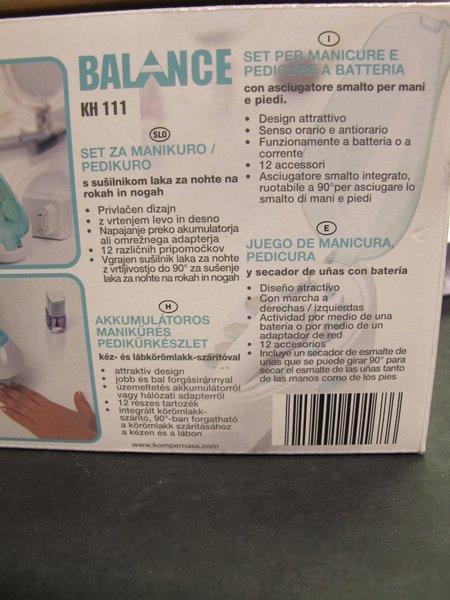 BALANCE
KH 111
SLO
SET ZA MANIKURO /
PEDIKURO
s sušilnikom laka za nohte na
rokah in nogah
• Privlačen dizajn
• z vrtenjem levo in desno
• Napajanje preko akumulatorja
ali omrežnega adapterja
• 12 različnih pripomočkov
• Vgrajen sušilnik laka za nohte
z vrtljivostjo do 90° za sušenje
laka za nohte na rokah in nogah
H
AKKUMULÁTOROS
MANIKŰRÉS
PEDIKŰRKÉSZLET
kéz- és lábkörömlakk-szárítóval
• attraktív design
• jobb és bal forgásiránnyal
• üzemeltetés akkumulátorról
vagy hálózati adapterről
• 12 részes tartozék
• integrált körömlakk-
szárító, 90°-ban forgatható
a körömlakk szárításához
a kézen és a lábon
www.kompernass.com
I
SET PER MANICURE E
PEDICURE A BATTERIA
con asciugatore smalto per mani
e piedi.
• Design attrattivo
• Senso orario e antiorario
• Funzionamente a batteria o a
corrente
• 12 accessori
• Asciugatore smalto integrato,
ruotabile a 90°per asciugare lo
smalto di mani e piedi
E
JUEGO DE MANICURA,
PEDICURA
y secador de uñas con batería
• Diseño atractivo
• Con marcha a
derechas / izquierdas
• Actividad por medio de una
batería o por medio de un
adaptador de red
• 12 accesorios
• Incluye un secador de esmalte de
uñas que se puede girar 90° para
secar el esmalte de las uñas tanto
de las manos como de los pies